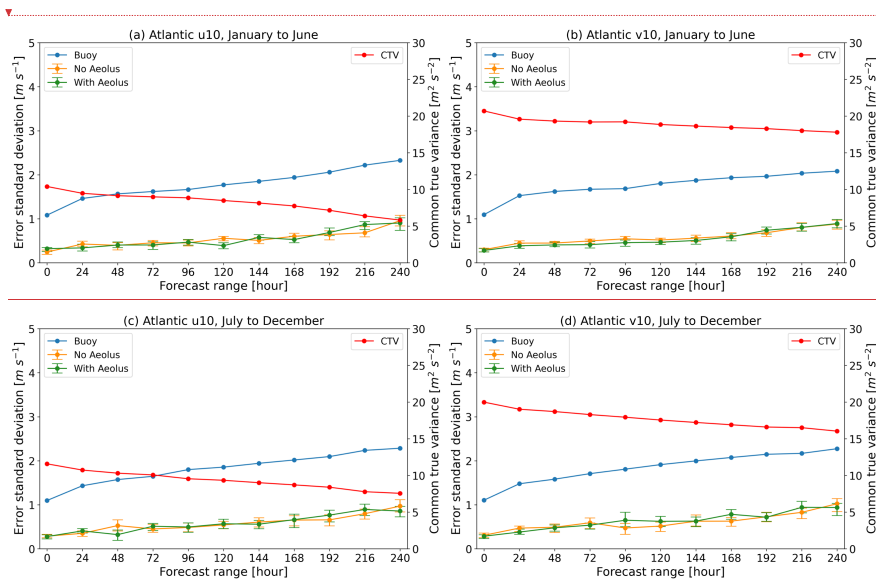 (a) Atlantic u10, January to June
5
4
3
2
1
0
Error standard deviation [m s⁻¹]
Buoy
No Aeolus
With Aeolus
CTV
30
25
20
15
10
5
0
Common true variance [m² s⁻²]
0 24 48 72 96 120 144 168 192 216 240
Forecast range [hour]
(b) Atlantic v10, January to June
5
4
3
2
1
0
Error standard deviation [m s⁻¹]
Buoy
No Aeolus
With Aeolus
CTV
30
25
20
15
10
5
0
Common true variance [m² s⁻²]
0 24 48 72 96 120 144 168 192 216 240
Forecast range [hour]
(c) Atlantic u10, July to December
5
4
3
2
1
0
Error standard deviation [m s⁻¹]
Buoy
No Aeolus
With Aeolus
CTV
30
25
20
15
10
5
0
Common true variance [m² s⁻²]
0 24 48 72 96 120 144 168 192 216 240
Forecast range [hour]
(d) Atlantic v10, July to December
5
4
3
2
1
0
Error standard deviation [m s⁻¹]
Buoy
No Aeolus
With Aeolus
CTV
30
25
20
15
10
5
0
Common true variance [m² s⁻²]
0 24 48 72 96 120 144 168 192 216 240
Forecast range [hour]